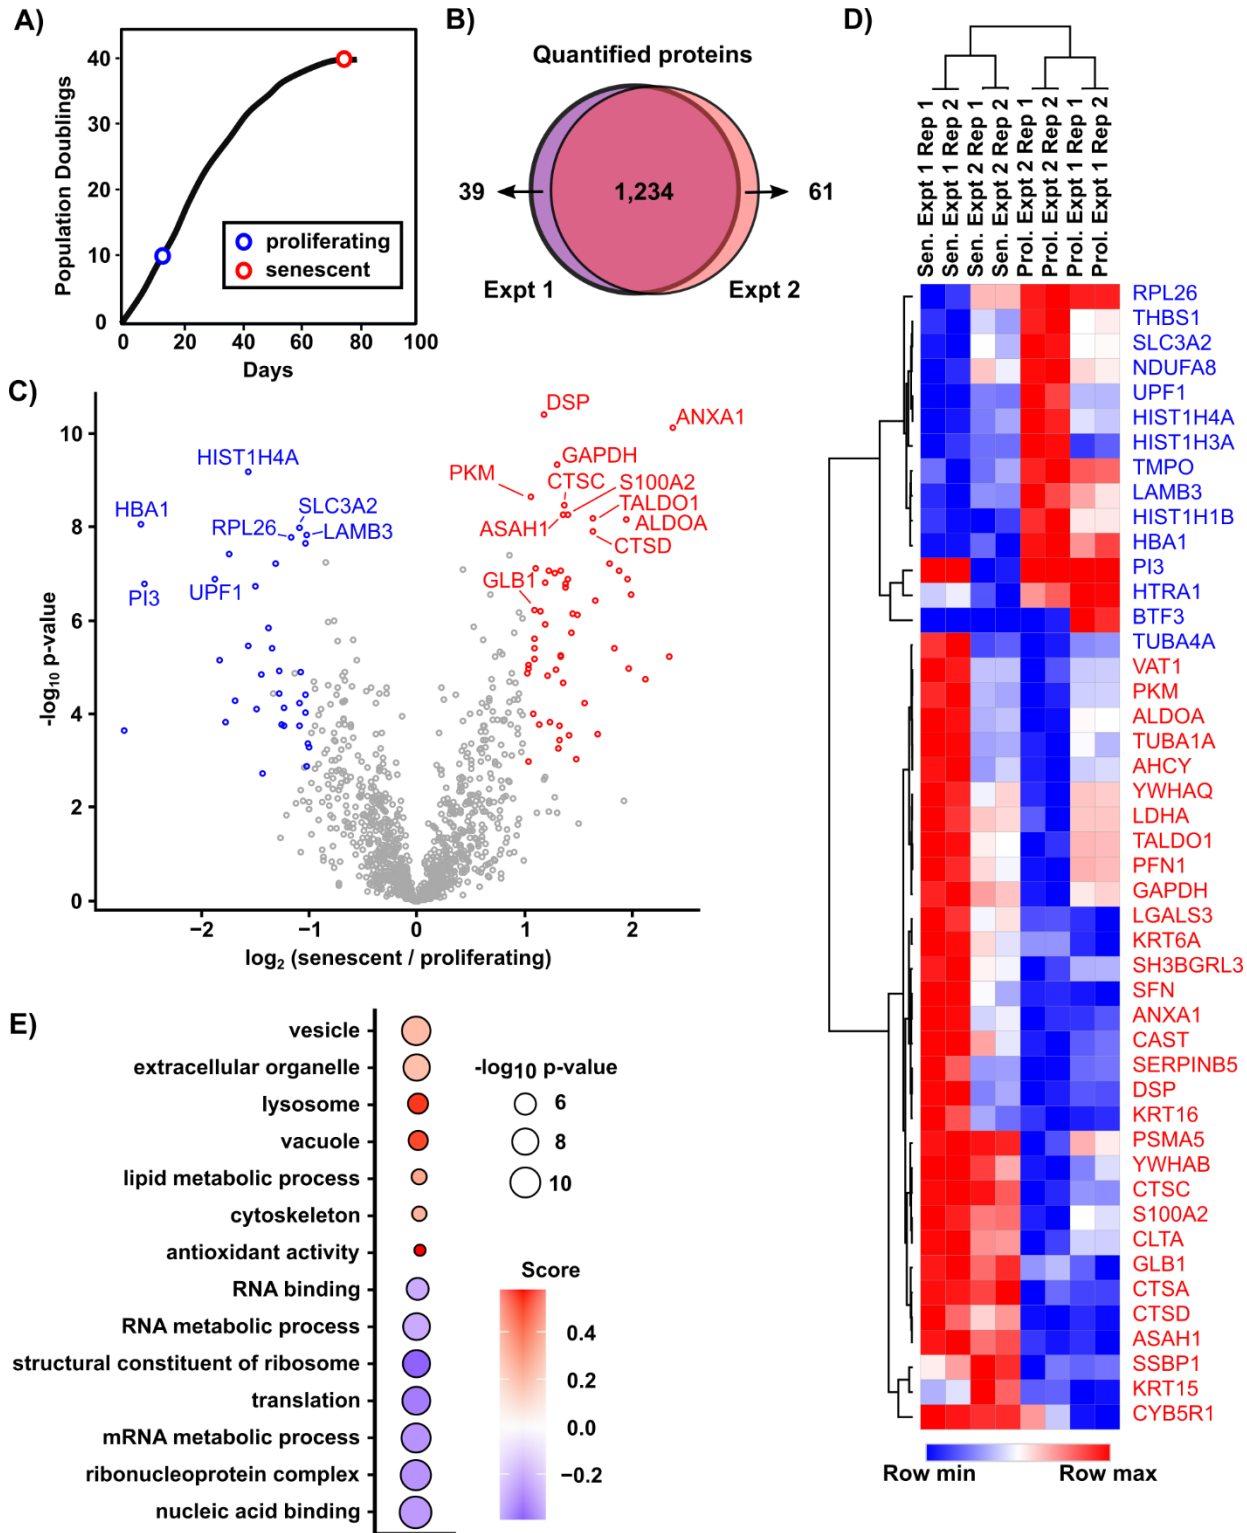 A)
Population Doublings
40
30
20
10
0
0 20 40 60 80 100
Days
proliferating
senescent
B)
Quantified proteins
39
1,234
61
Expt 1
Expt 2
C)
-log10 p-value
10
8
6
4
2
0
−2 −1 0 1 2
log2 (senescent / proliferating)
DSP
ANXA1
HIST1H4A
GAPDH
PKM
CTSC
S100A2
HBA1
SLC3A2
TALDO1
RPL26
LAMB3
ASAH1
ALDOA
CTSD
PI3
UPF1
GLB1
D)
Sen. Expt 1 Rep 1
Sen. Expt 1 Rep 2
Sen. Expt 2 Rep 1
Sen. Expt 2 Rep 2
Prol. Expt 2 Rep 1
Prol. Expt 2 Rep 2
Prol. Expt 1 Rep 1
Prol. Expt 1 Rep 2
RPL26
THBS1
SLC3A2
NDUFA8
UPF1
HIST1H4A
HIST1H3A
TMPO
LAMB3
HIST1H1B
HBA1
PI3
HTRA1
BTF3
TUBA4A
VAT1
PKM
ALDOA
TUBA1A
AHCY
YWHAQ
LDHA
TALDO1
PFN1
GAPDH
LGALS3
KRT6A
SH3BGRL3
SFN
ANXA1
CAST
SERPINB5
DSP
KRT16
PSMA5
YWHAB
CTSC
S100A2
CLTA
GLB1
CTSA
CTSD
ASAH1
SSBP1
KRT15
CYB5R1
Row min
Row max
E)
vesicle
extracellular organelle
lysosome
vacuole
lipid metabolic process
cytoskeleton
antioxidant activity
RNA binding
RNA metabolic process
structural constituent of ribosome
translation
mRNA metabolic process
ribonucleoprotein complex
nucleic acid binding
-log10 p-value
6
8
10
Score
0.4
0.2
0.0
−0.2